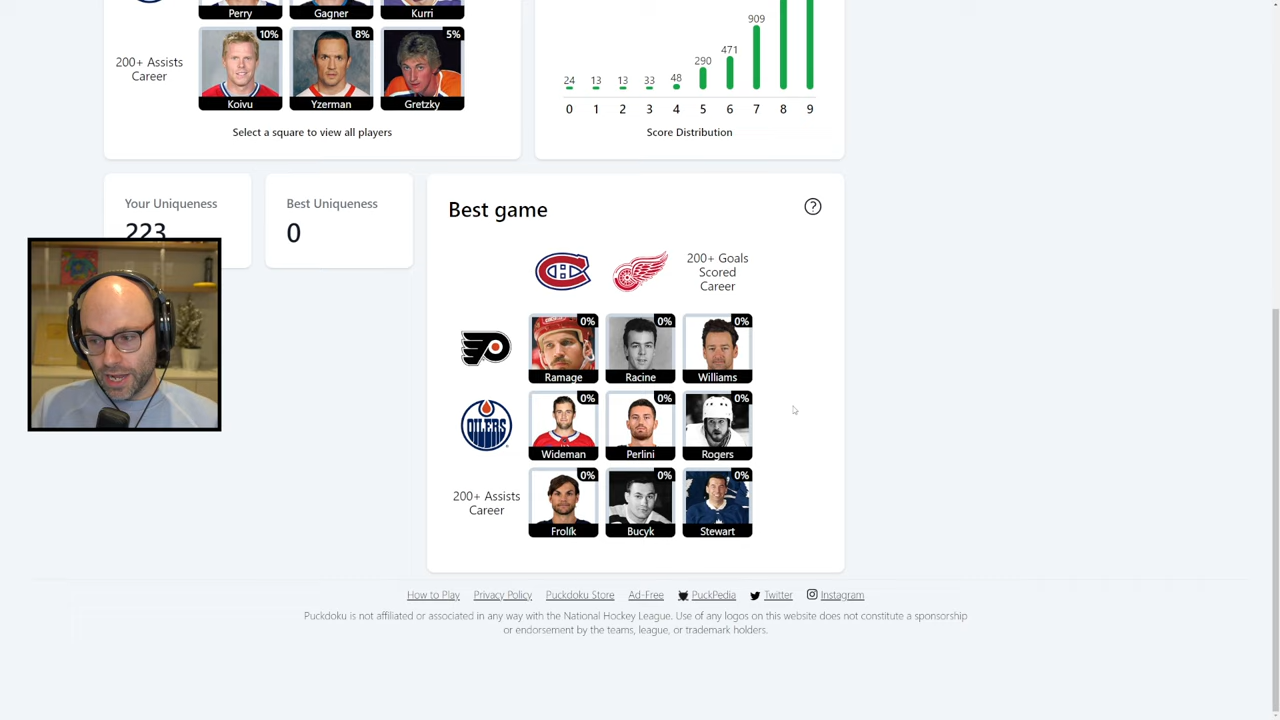 Perry
Gagner
Kurri
200+ Assists
Career
10%
8%
5%
Koivu
Yzerman
Gretzky
Select a square to view all players
24
13
13
33
48
290
471
909
0
1
2
3
4
5
6
7
8
9
Score Distribution
Your Uniqueness
223
Best Uniqueness
0
Best game
?
200+ Goals
Scored
Career
0%
0%
0%
Ramage
Racine
Williams
OILERS
0%
0%
0%
Wideman
Perlini
Rogers
200+ Assists
Career
0%
0%
0%
Frolík
Bucyk
Stewart
How to Play
Privacy Policy
Puckdoku Store
Ad-Free
PuckPedia
Twitter
Instagram
Puckdoku is not affiliated or associated in any way with the National Hockey League. Use of any logos on this website does not constitute a sponsorship
or endorsement by the teams, league, or trademark holders.